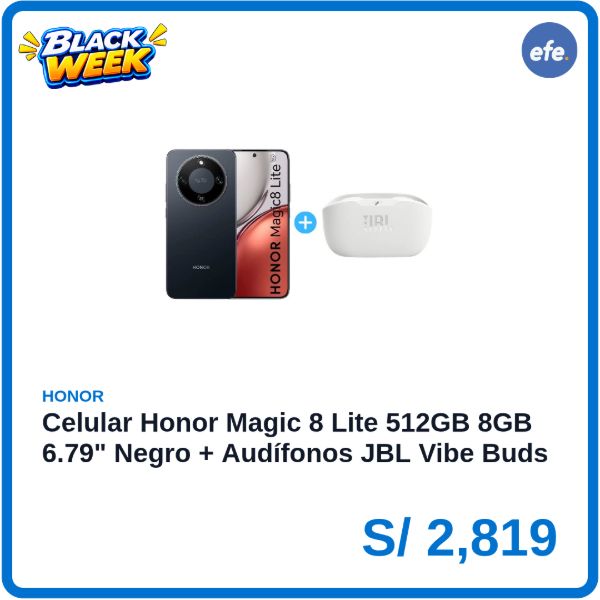 BLACK
WEEK
efe.
HONOR Magic8 Lite
HONOR
JBL
HONOR
Celular Honor Magic 8 Lite 512GB 8GB
6.79" Negro + Audífonos JBL Vibe Buds
S/ 2,819